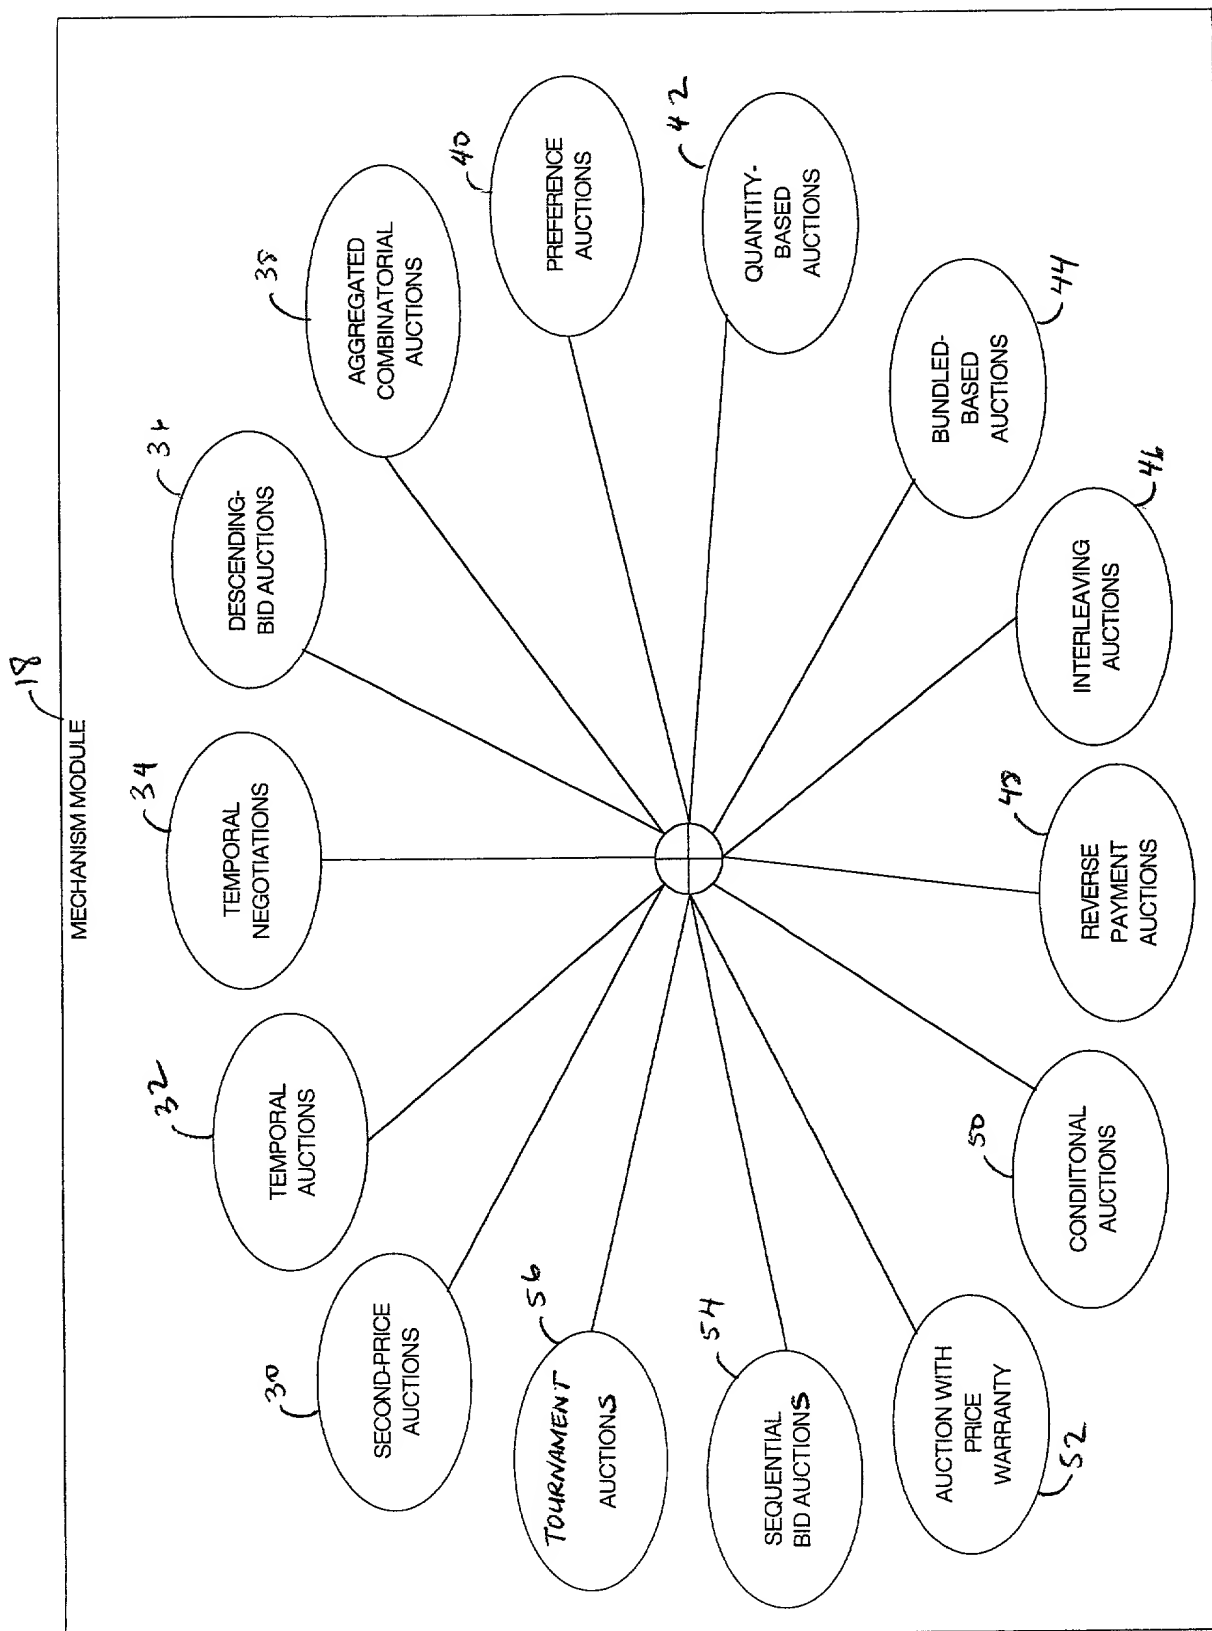 18
MECHANISM MODULE
30
SECOND-PRICE
AUCTIONS
32
TEMPORAL
AUCTIONS
34
TEMPORAL
NEGOTIATIONS
DESCENDING-
BID AUCTIONS
38
AGGREGATED
COMBINATORIAL
AUCTIONS
40
PREFERENCE
AUCTIONS
42
QUANTITY-
BASED
AUCTIONS
44
BUNDLED-
BASED
AUCTIONS
46
INTERLEAVING
AUCTIONS
48
REVERSE
PAYMENT
AUCTIONS
50
CONDIITONAL
AUCTIONS
AUCTION WITH
PRICE
WARRANTY
52
54
SEQUENTIAL
BID AUCTIONS
56
TOURNAMENT
AUCTIONS